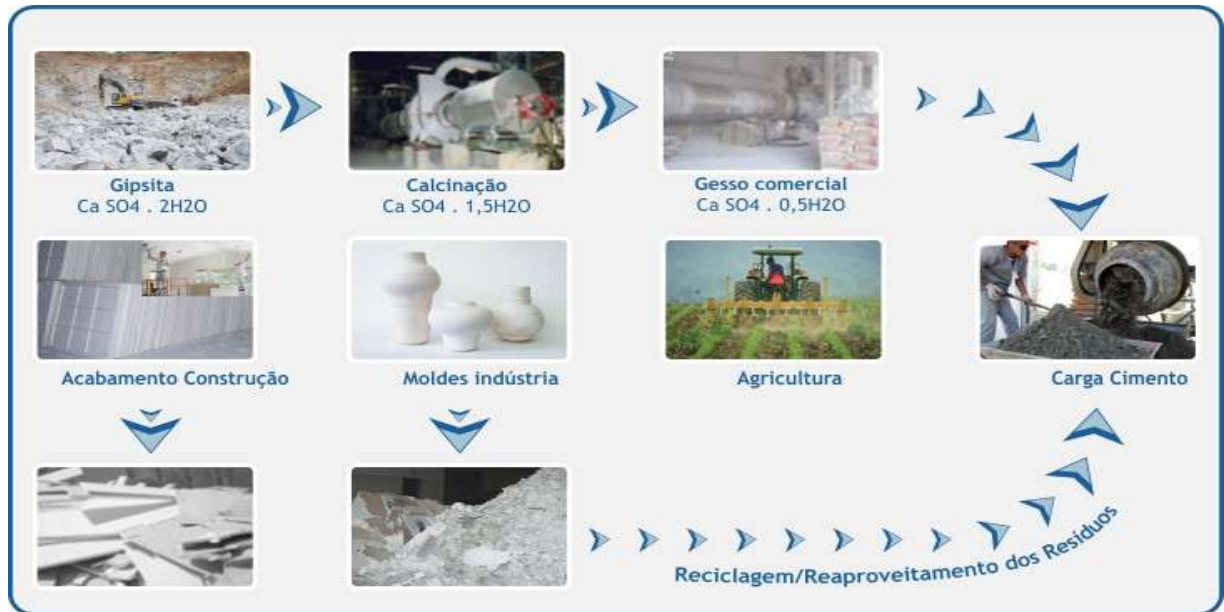 Gipsita
Ca SO4 . 2H2O
Calcinação
Ca SO4 . 1,5H2O
Gesso comercial
Ca SO4 . 0,5H2O
Acabamento Construção
Moldes indústria
Agricultura
Carga Cimento
Reciclagem/Reaproveitamento dos Resíduos